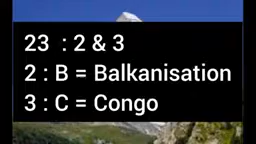 23 : 2 & 3
2 : B = Balkanisation
3 : C = Congo